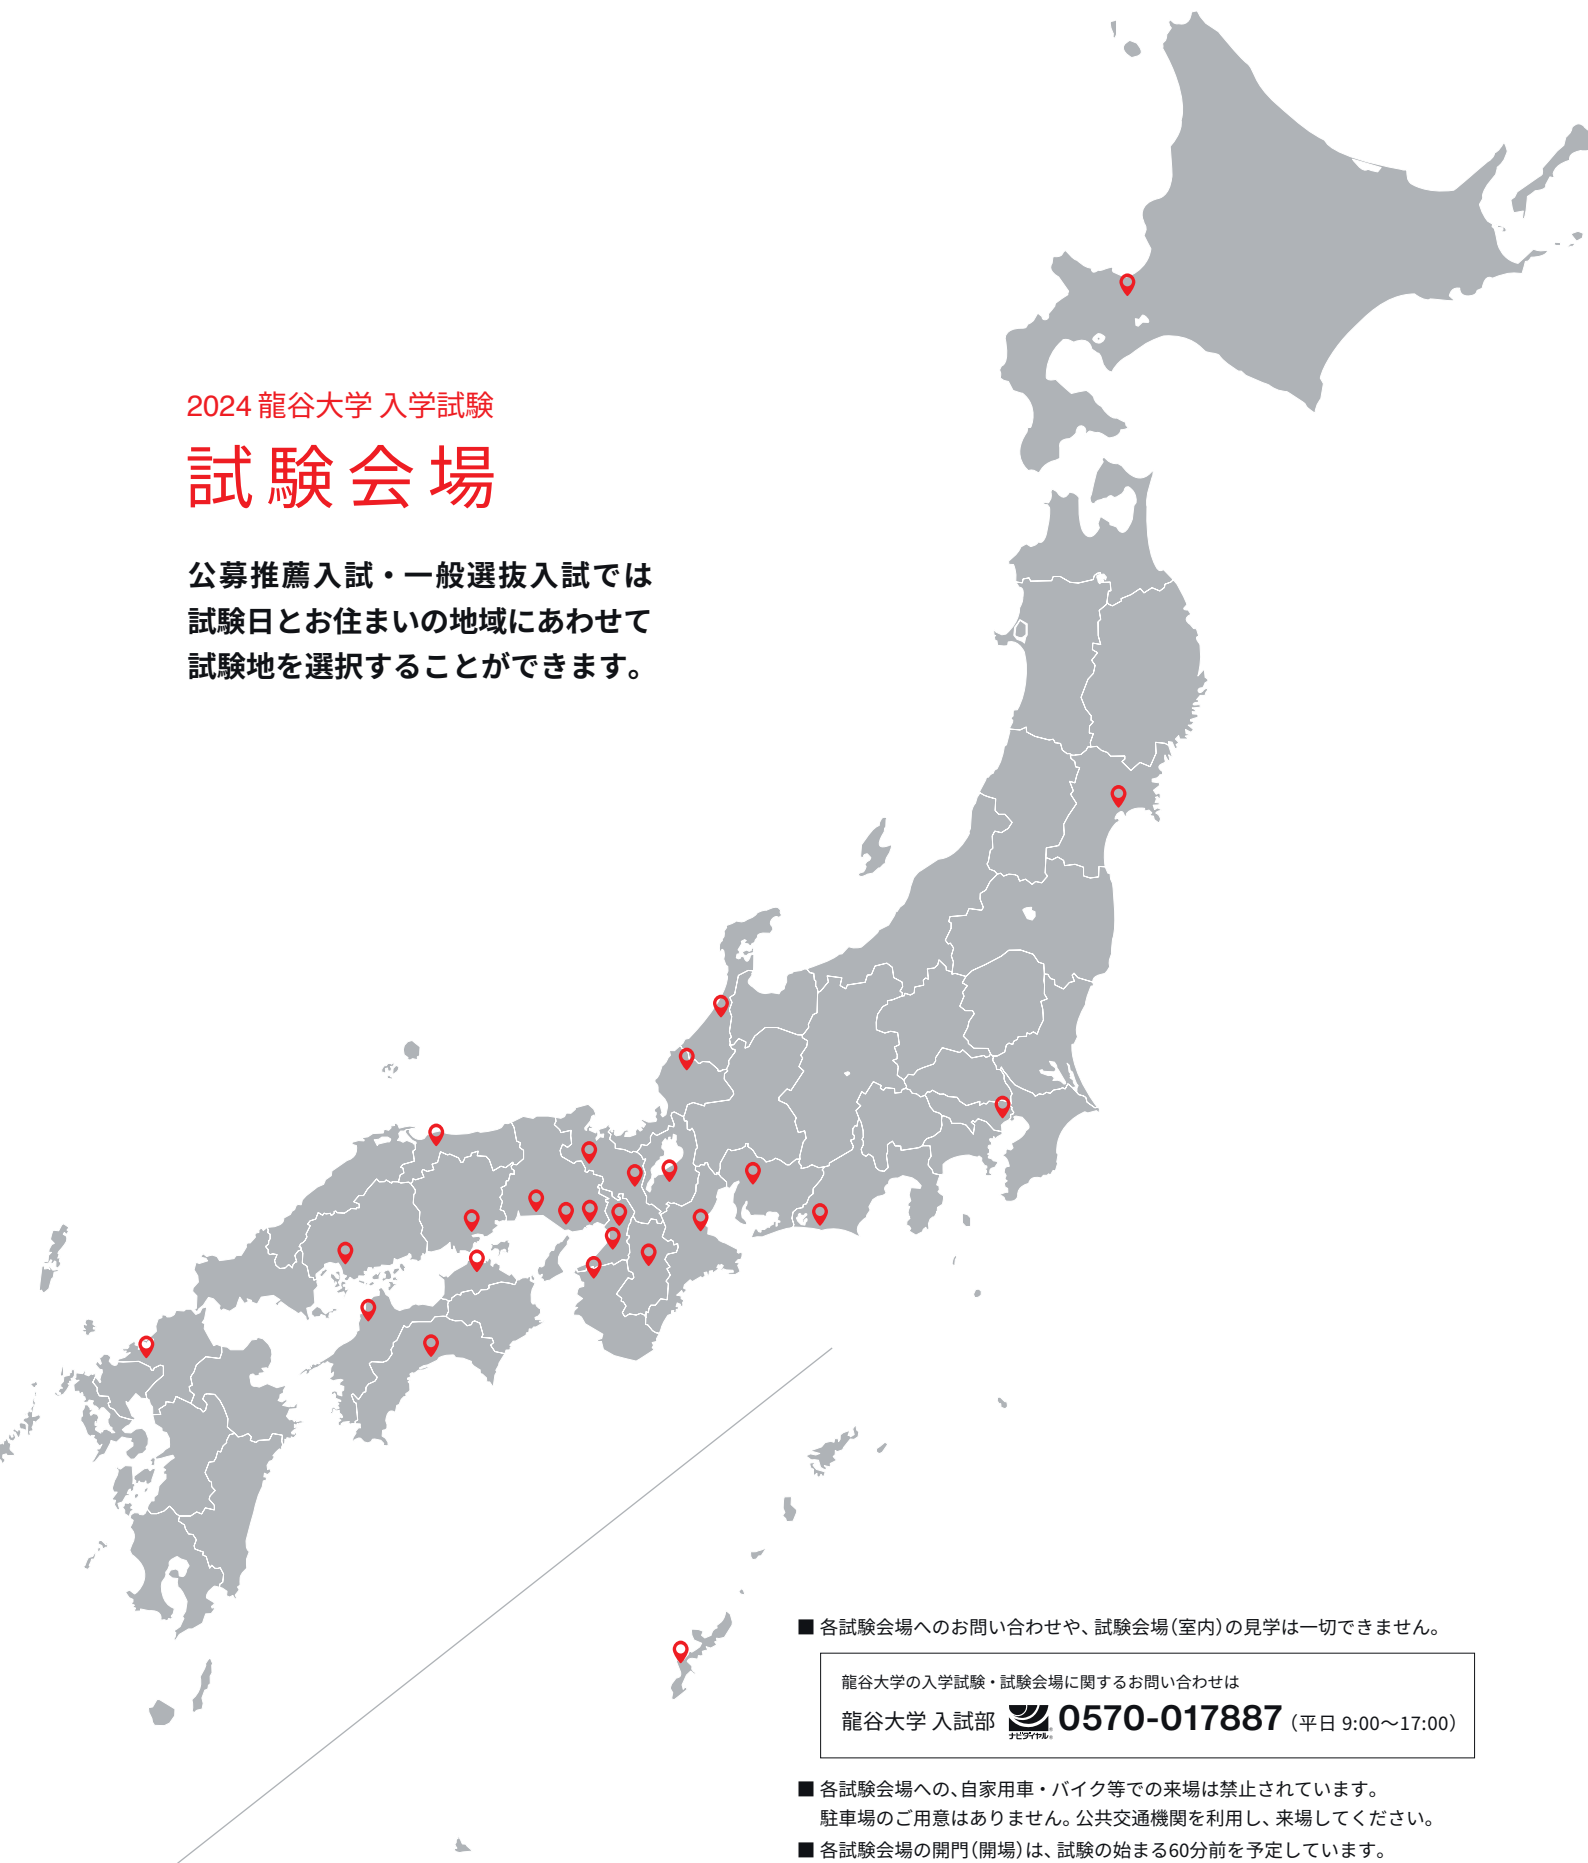 2024 龍谷大学 入学試験
試験会場
公募推薦入試・一般選抜入試では
試験日とお住まいの地域にあわせて
試験地を選択することができます。
■ 各試験会場へのお問い合わせや、試験会場（室内）の見学は一切できません。
龍谷大学の入学試験・試験会場に関するお問い合わせは
龍谷大学 入試部 ナビダイヤル® 0570-017887（平日 9:00～17:00）
■ 各試験会場への、自家用車・バイク等での来場は禁止されています。
駐車場のご用意はありません。公共交通機関を利用し、来場してください。
■ 各試験会場の開門（開場）は、試験の始まる60分前を予定しています。